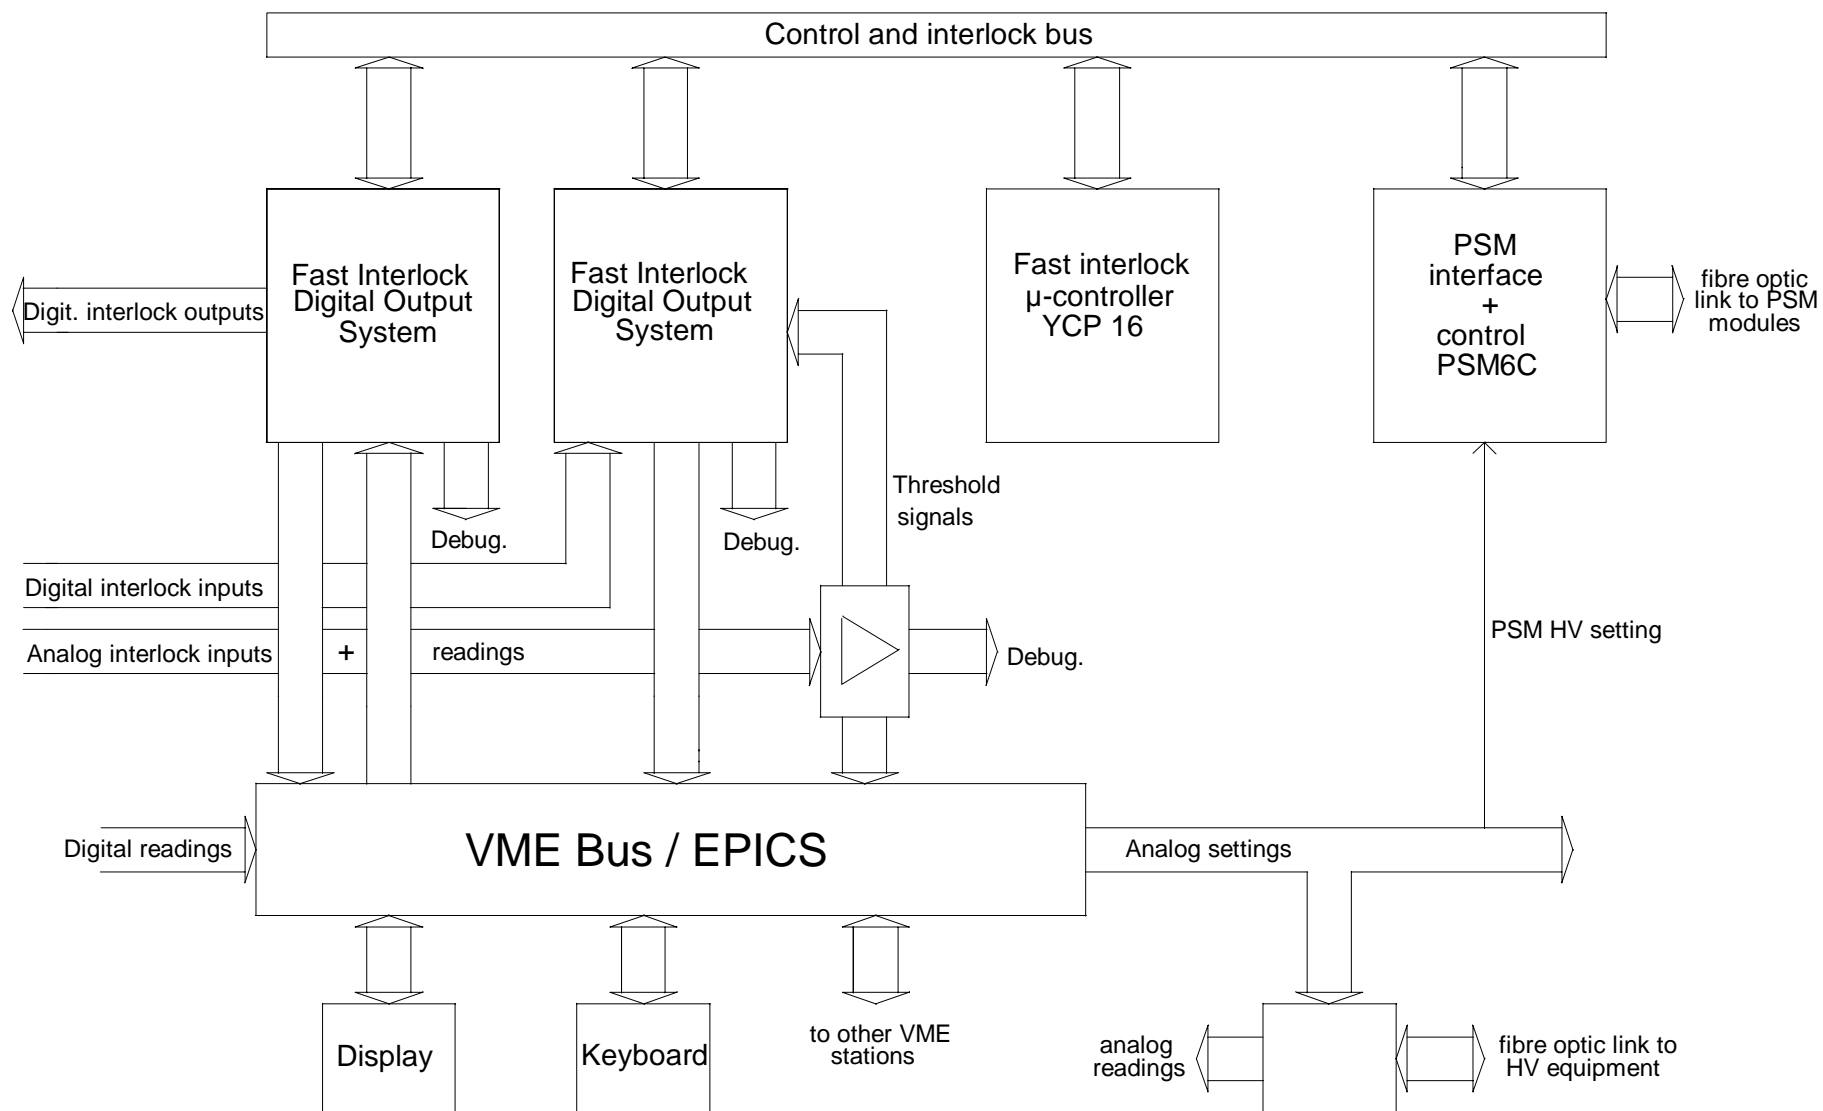 Control and interlock bus
Fast Interlock
Digital Output
System
Fast Interlock
Digital Output
System
Fast interlock
µ-controller
YCP 16
PSM
interface
+
control
PSM6C
fibre optic
link to PSM
modules
Digit. interlock outputs
Threshold
signals
Debug.
Debug.
Digital interlock inputs
Analog interlock inputs + readings
Debug.
PSM HV setting
Digital readings
VME Bus / EPICS
Analog settings
Display
Keyboard
to other VME
stations
analog
readings
fibre optic link to
HV equipment